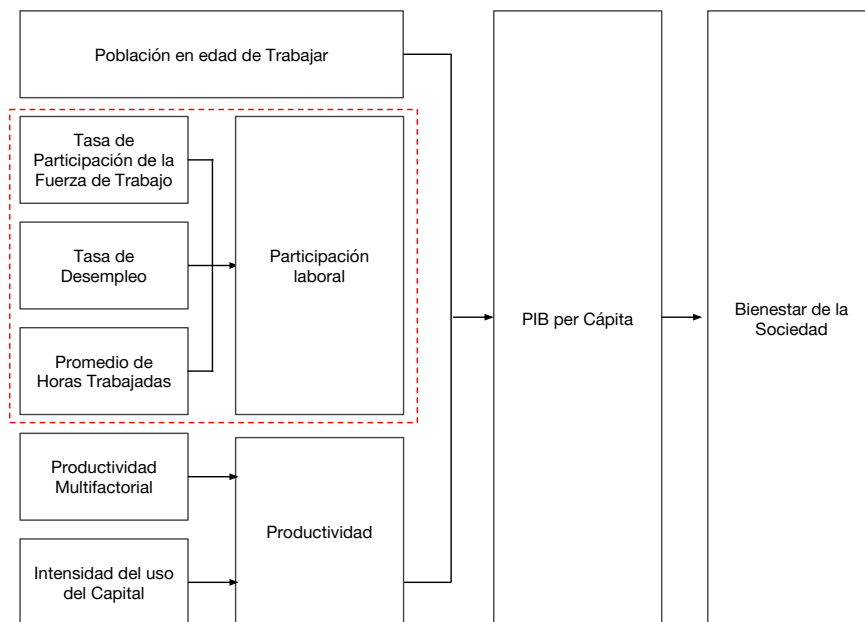 Población en edad de Trabajar
Tasa de
Participación de la
Fuerza de Trabajo
Tasa de
Desempleo
Promedio de
Horas Trabajadas
Participación
laboral
Productividad
Multifactorial
Intensidad del uso
del Capital
Productividad
PIB per Cápita
Bienestar de la
Sociedad